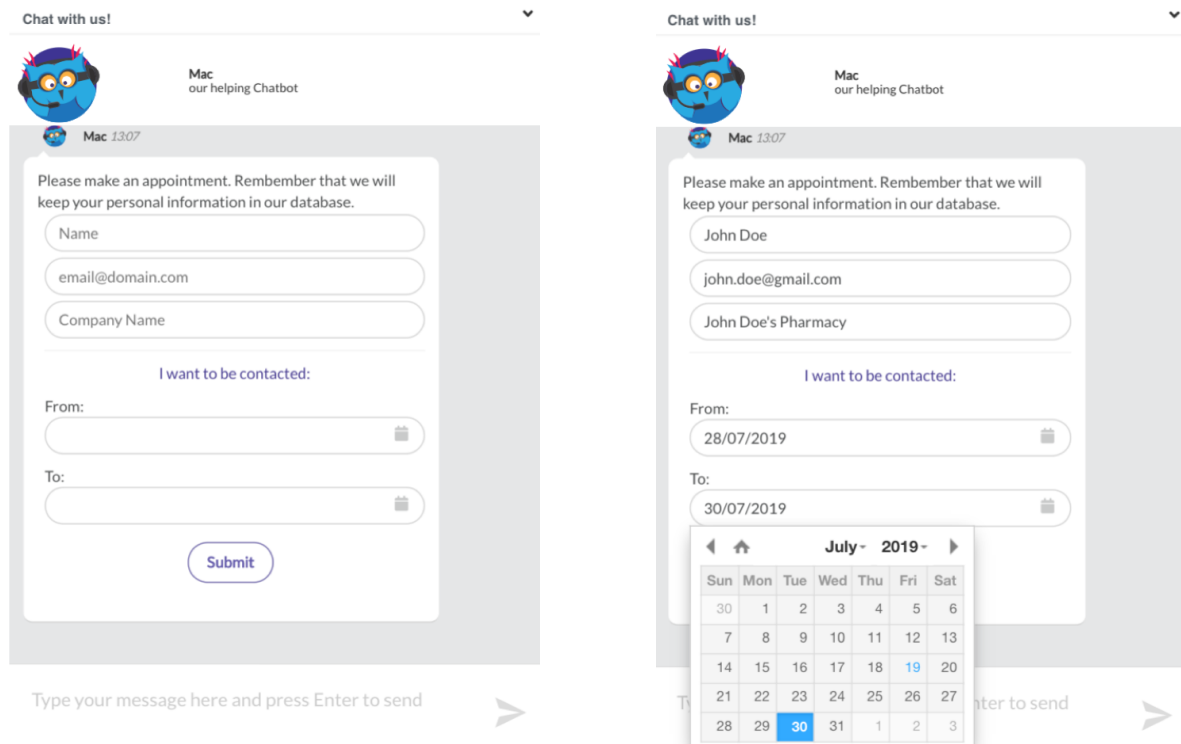 Chat with us!
Mac
our helping Chatbot
Mac 13:07
Please make an appointment. Rembember that we will
keep your personal information in our database.
Name
email@domain.com
Company Name
I want to be contacted:
From:
To:
Submit
Type your message here and press Enter to send
Chat with us!
Mac
our helping Chatbot
Mac 13:07
Please make an appointment. Rembember that we will
keep your personal information in our database.
John Doe
john.doe@gmail.com
John Doe's Pharmacy
I want to be contacted:
From:
28/07/2019
To:
30/07/2019
July 2019
Sun Mon Tue Wed Thu Fri Sat
30 1 2 3 4 5 6
7 8 9 10 11 12 13
14 15 16 17 18 19 20
21 22 23 24 25 26 27
28 29 30 31 1 2 3
to send